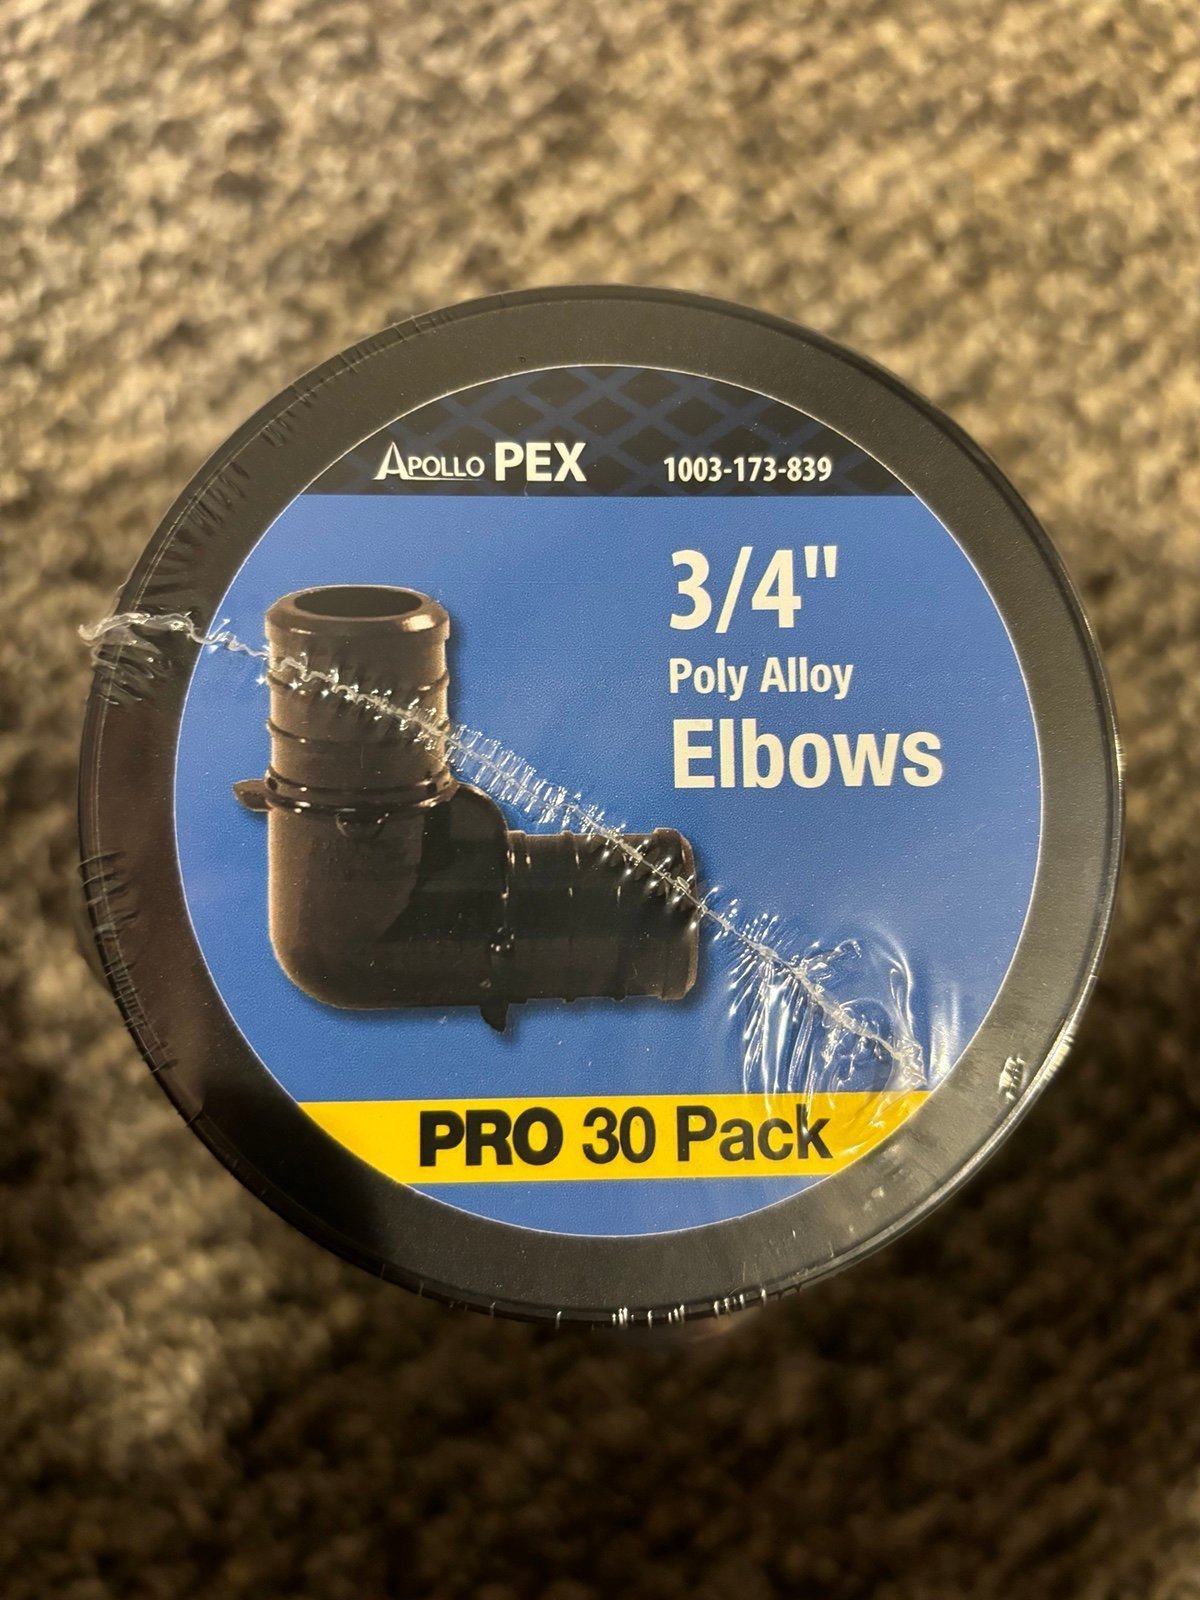 APOLLO PEX 1003-173-839
3/4"
Poly Alloy
Elbows
PRO 30 Pack